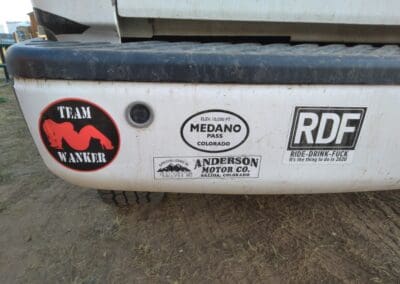 TEAM
WANKER
ELEV. 10,030 FT.
MEDANO
PASS
COLORADO
ANDERSON
MOTOR CO.
SALIDA, COLORADO
RDF
RIDE-DRINK-FUCK
It's the thing to do in 2020